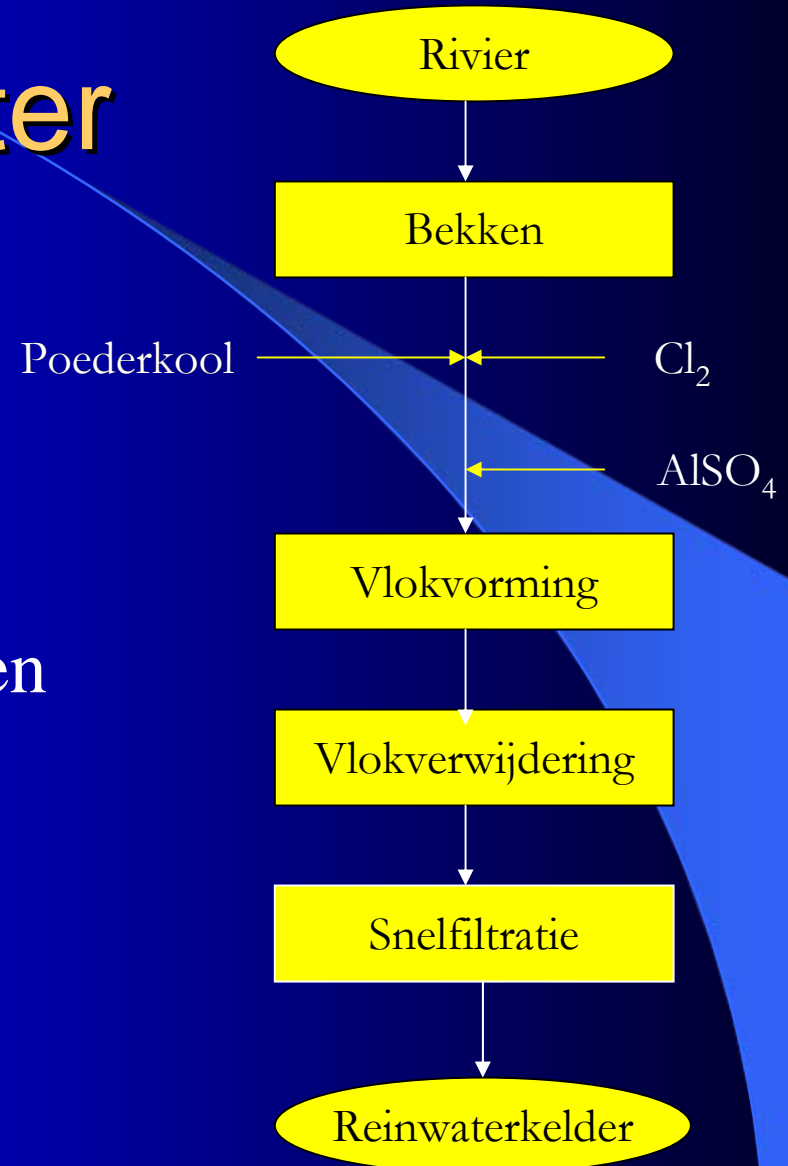 ter
en
Rivier
Bekken
Poederkool
Cl₂
AlSO₄
Vlokvorming
Vlokverwijdering
Snelfiltratie
Reinwaterkelder